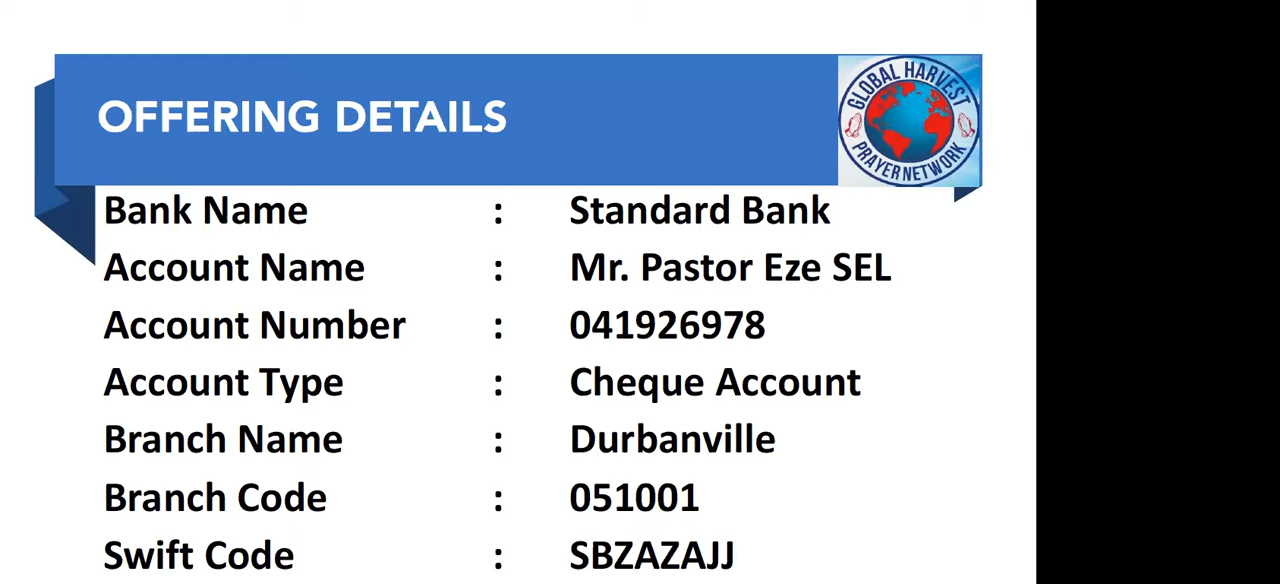 OFFERING DETAILS
GLOBAL HARVEST
PRAYER NETWORK
Bank Name : Standard Bank
Account Name : Mr. Pastor Eze SEL
Account Number : 041926978
Account Type : Cheque Account
Branch Name : Durbanville
Branch Code : 051001
Swift Code : SBZAZAJJ